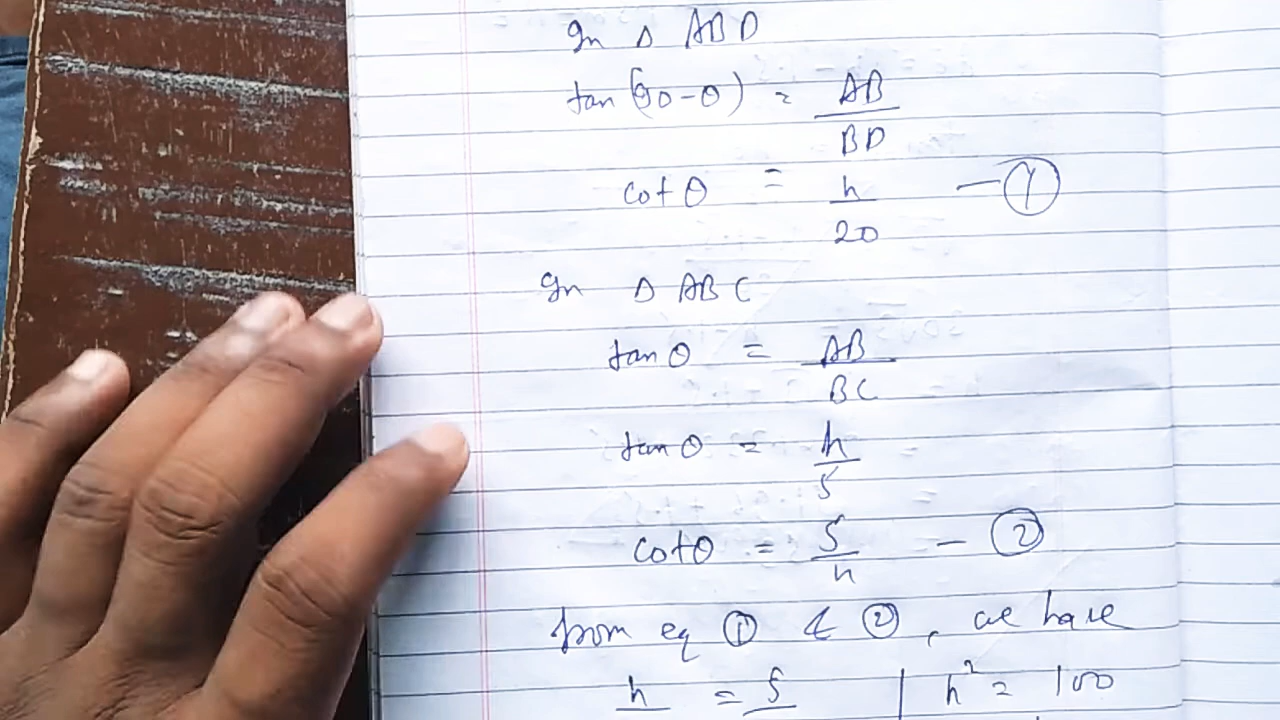 In Δ ABD
tan (90-θ) = AB
BD
cot θ = h — ①
20
In Δ ABC
tan θ = AB
BC
tan θ = h
5
cot θ = 5 — ②
h
from eq ① & ②, we have
h = 5 | h² = 100